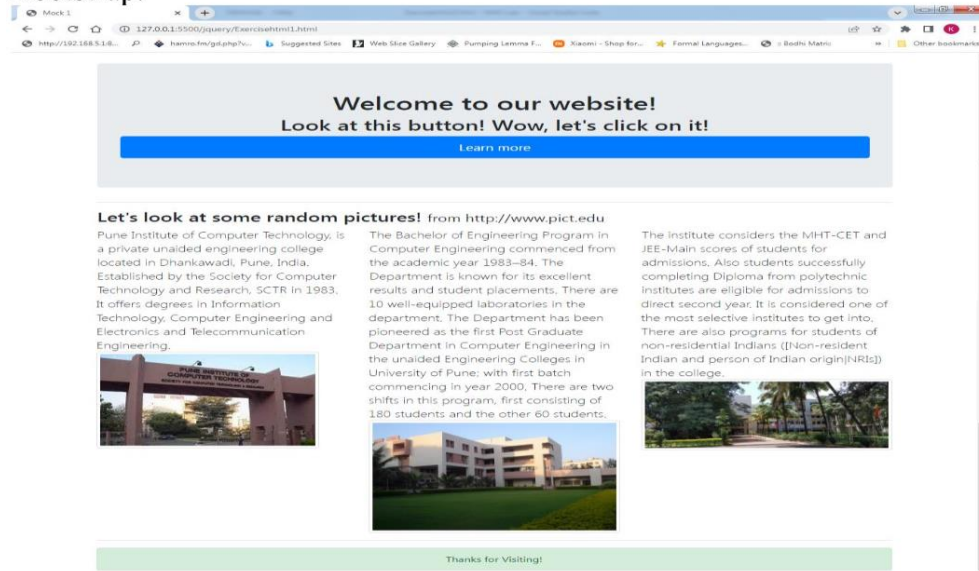 Mock 1
127.0.0.1:5500/jquery/Exercisehtml1.html
http://192.168.5.1:8... hamro.fm/gsl.php?u... Suggested Sites Web Slice Gallery Pumping Lemma F... Xiaomi - Shop for... Formal Languages... :: Bodhi Matric Other bookmarks
Welcome to our website!
Look at this button! Wow, let's click on it!
Learn more
Let's look at some random pictures! from http://www.pict.edu
Pune Institute of Computer Technology, is
a private unaided engineering college
located in Dhankawadi, Pune, India.
Established by the Society for Computer
Technology and Research, SCTR in 1983.
It offers degrees in Information
Technology, Computer Engineering and
Electronics and Telecommunication
Engineering.
PUNE INSTITUTE OF
COMPUTER TECHNOLOGY
The Bachelor of Engineering Program in
Computer Engineering commenced from
the academic year 1983–84. The
Department is known for its excellent
results and student placements. There are
10 well-equipped laboratories in the
department. The Department has been
pioneered as the first Post Graduate
Department in Computer Engineering in
the unaided Engineering Colleges in
University of Pune; with first batch
commencing in year 2000. There are two
shifts in this program, first consisting of
180 students and the other 60 students.
The institute considers the MHT-CET and
JEE-Main scores of students for
admissions. Also students successfully
completing Diploma from polytechnic
institutes are eligible for admissions to
direct second year. It is considered one of
the most selective institutes to get into.
There are also programs for students of
non-residential Indians ([Non-resident
Indian and person of Indian origin|NRIs])
in the college.
Thanks for Visiting!